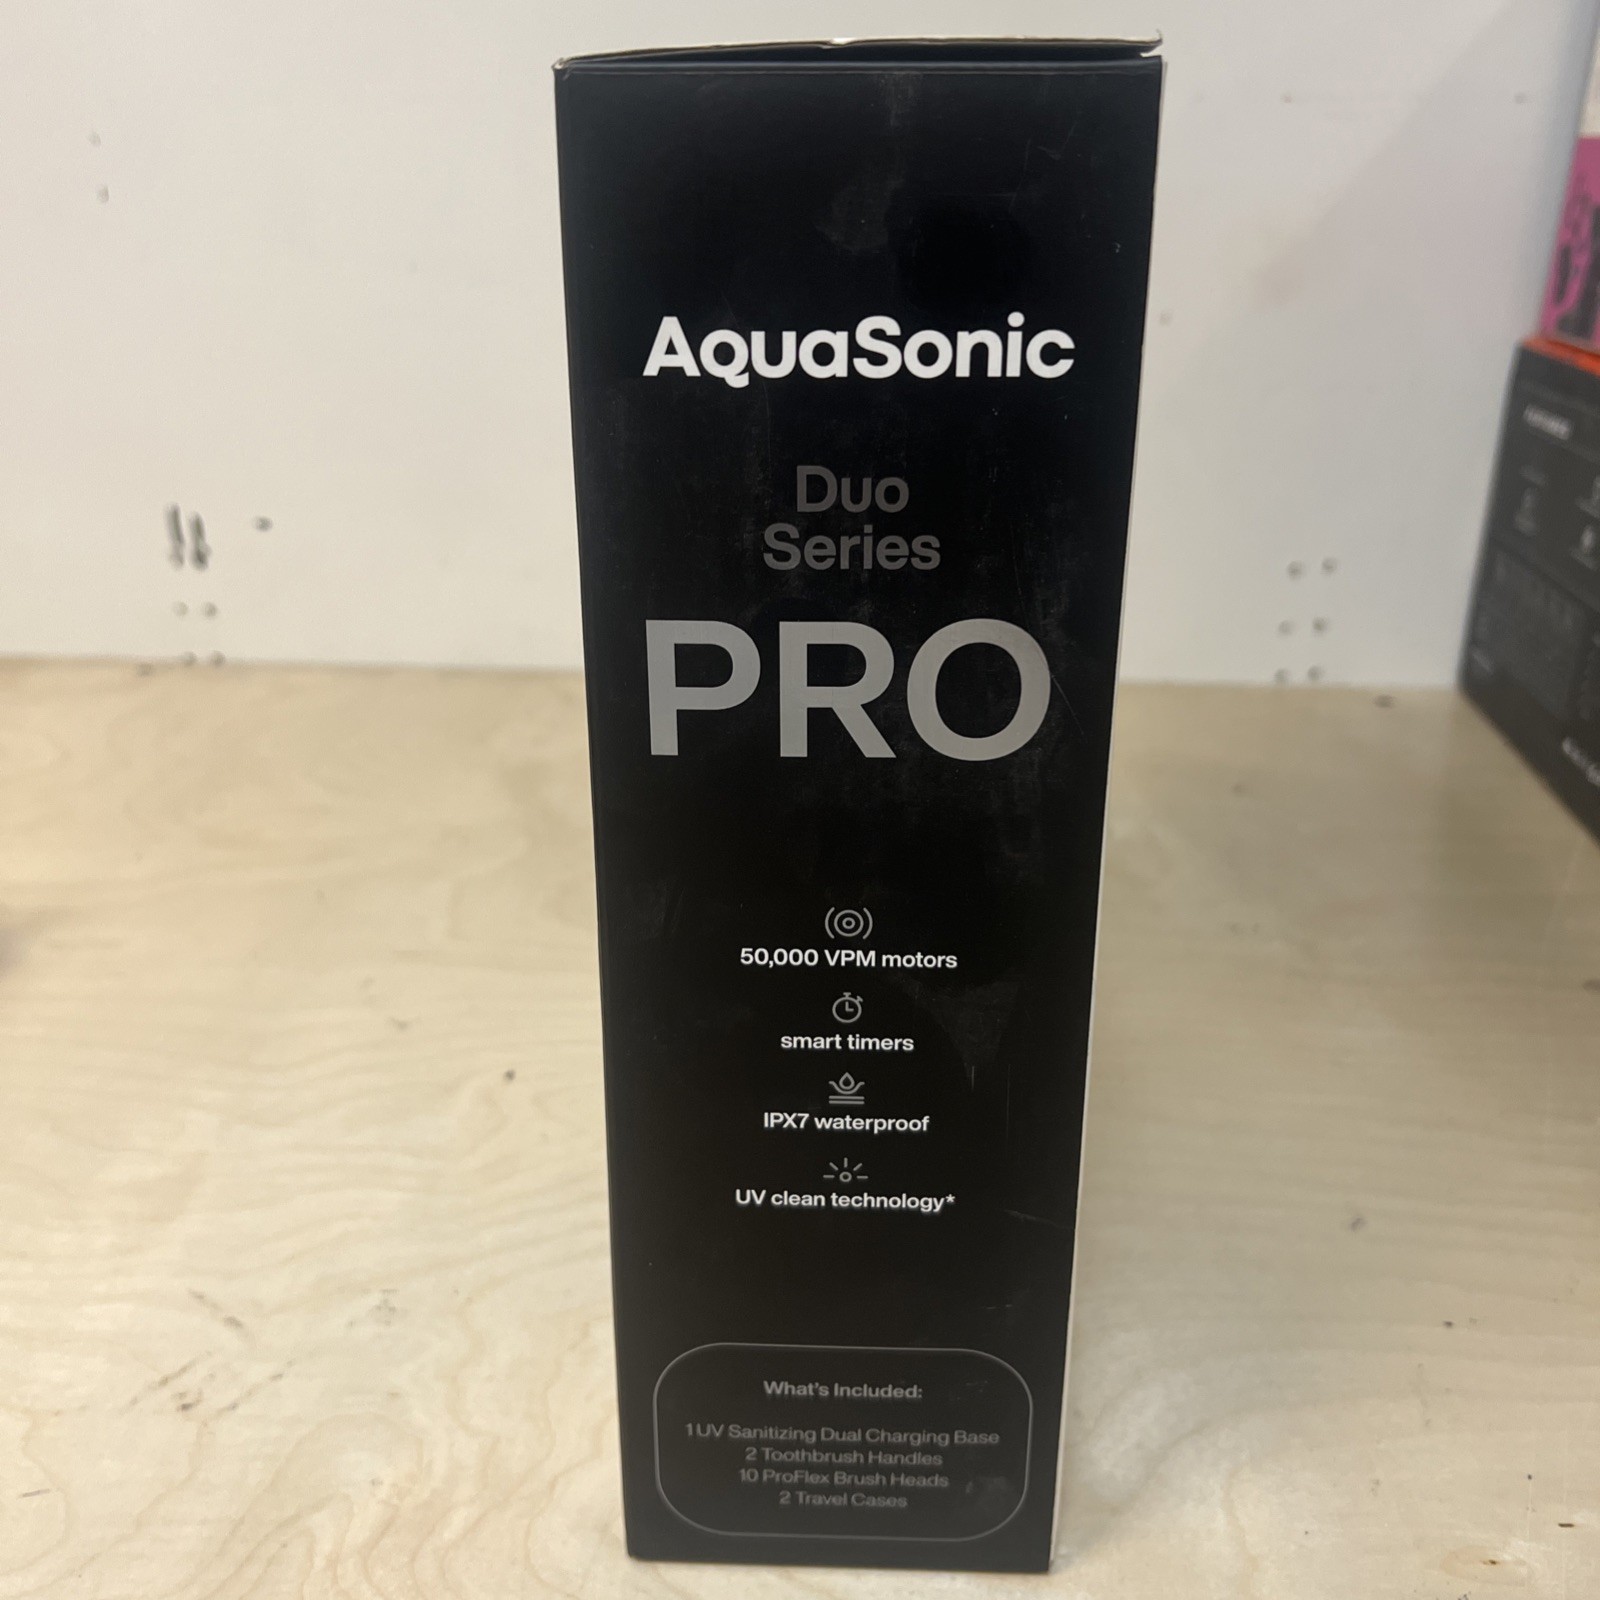 AquaSonic
Duo
Series
PRO
50,000 VPM motors
smart timers
IPX7 waterproof
UV clean technology*
What's Included:
1 UV Sanitizing Dual Charging Base
2 Toothbrush Handles
10 ProFlex Brush Heads
2 Travel Cases